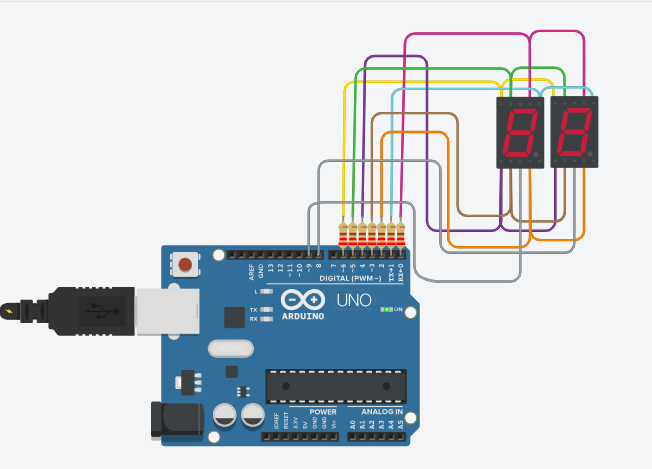 AREF
GND
13
12
~11
~10
~9
8
7
~6
~5
4
~3
2
TX→1
RX←0
DIGITAL (PWM~)
L
TX
RX
UNO
ARDUINO
ON
POWER
ANALOG IN
IOREF
RESET
3.3V
5V
GND
GND
Vin
A0
A1
A2
A3
A4
A5